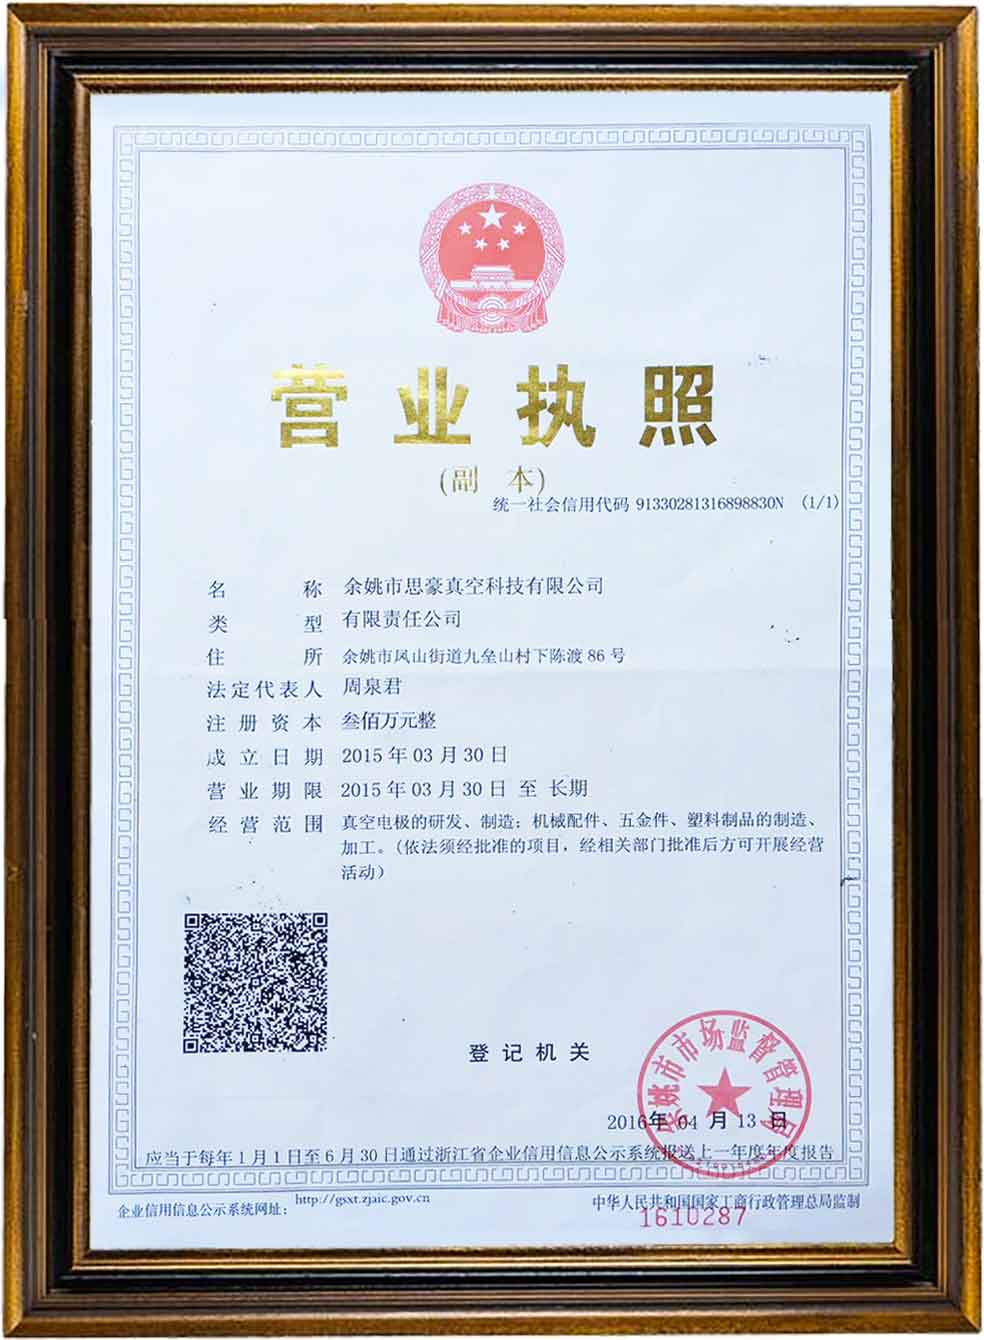 营业执照
(副 本)
统一社会信用代码 91330281316898830N (1/1)
名称 余姚市思豪真空科技有限公司
类型 有限责任公司
住所 余姚市凤山街道九垒山村下陈渡 86 号
法定代表人 周泉君
注册资本 叁佰万元整
成立日期 2015 年 03 月 30 日
营业期限 2015 年 03 月 30 日 至 长期
经营范围 真空电极的研发、制造；机械配件、五金件、塑料制品的制造、
加工。(依法须经批准的项目，经相关部门批准后方可开展经营
活动)
登记机关
余姚市市场监督管理局
2016年 04 月 13 日
应当于每年 1 月 1 日至 6 月 30 日通过浙江省企业信用信息公示系统报送上一年度年度报告
企业信用信息公示系统网址： http://gsxt.zjaic.gov.cn
中华人民共和国国家工商行政管理总局监制
1610287